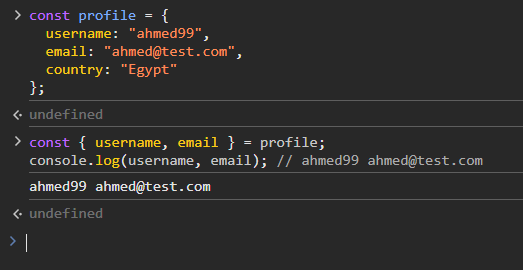 > const profile = {
username: "ahmed99",
email: "ahmed@test.com",
country: "Egypt"
};
undefined
> const { username, email } = profile;
console.log(username, email); // ahmed99 ahmed@test.com
ahmed99 ahmed@test.com
undefined
>